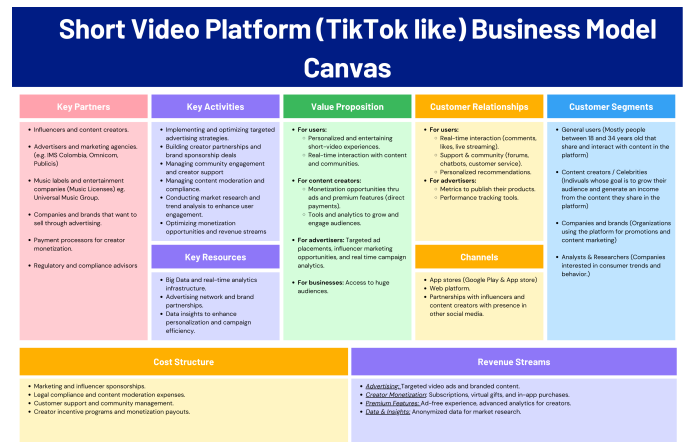 Short Video Platform (TikTok like) Business Model
Canvas
Key Partners
Influencers and content creators.
Advertisers and marketing agencies.
(e.g. IMS Colombia, Omnicom,
Publicis)
Music labels and entertainment
companies (Music Licenses) eg.
Universal Music Group.
Companies and brands that want to
sell through advertising.
Payment processors for creator
monetization.
Regulatory and compliance advisors
Key Activities
Implementing and optimizing targeted
advertising strategies.
Building creator partnerships and
brand sponsorship deals
Managing community engagement
and creator support
Managing content moderation and
compliance.
Conducting market research and
trend analysis to enhance user
engagement.
Optimizing monetization
opportunities and revenue streams
Key Resources
Big Data and real-time analytics
infrastructure.
Advertising network and brand
partnerships.
Data insights to enhance
personalization and campaign
efficiency.
Value Proposition
For users:
Personalized and entertaining
short-video experiences.
Real-time interaction with content
and communities.
For content creators:
Monetization opportunities thru
ads and premium features (direct
payments).
Tools and analytics to grow and
engage audiences.
For advertisers: Targeted ad
placements, influencer marketing
opportunities, and real time campaign
analytics.
For businesses: Access to huge
audiences.
Customer Relationships
For users:
Real-time interaction (comments,
likes, live streaming).
Support & community (forums,
chatbots, customer service).
Personalized recommendations.
For advertisers:
Metrics to publish their products.
Performance tracking tools.
Channels
App stores (Google Play & App store)
Web platform.
Partnerships with influencers and
content creators with presence in
other social media.
Customer Segments
General users (Mostly people
between 18 and 34 years old that
share and interact with content in the
platform)
Content creators / Celebrities
(Indivuals whose goal is to grow their
audience and generate an income
from the content they share in the
platform)
Companies and brands (Organizations
using the platform for promotions and
content marketing)
Analysts & Researchers (Companies
interested in consumer trends and
behavior.)
Cost Structure
Marketing and influencer sponsorships.
Legal compliance and content moderation expenses.
Customer support and community management.
Creator incentive programs and monetization payouts.
Revenue Streams
Advertising: Targeted video ads and branded content.
Creator Monetization: Subscriptions, virtual gifts, and in-app purchases.
Premium Features: Ad-free experience, advanced analytics for creators.
Data & Insights: Anonymized data for market research.